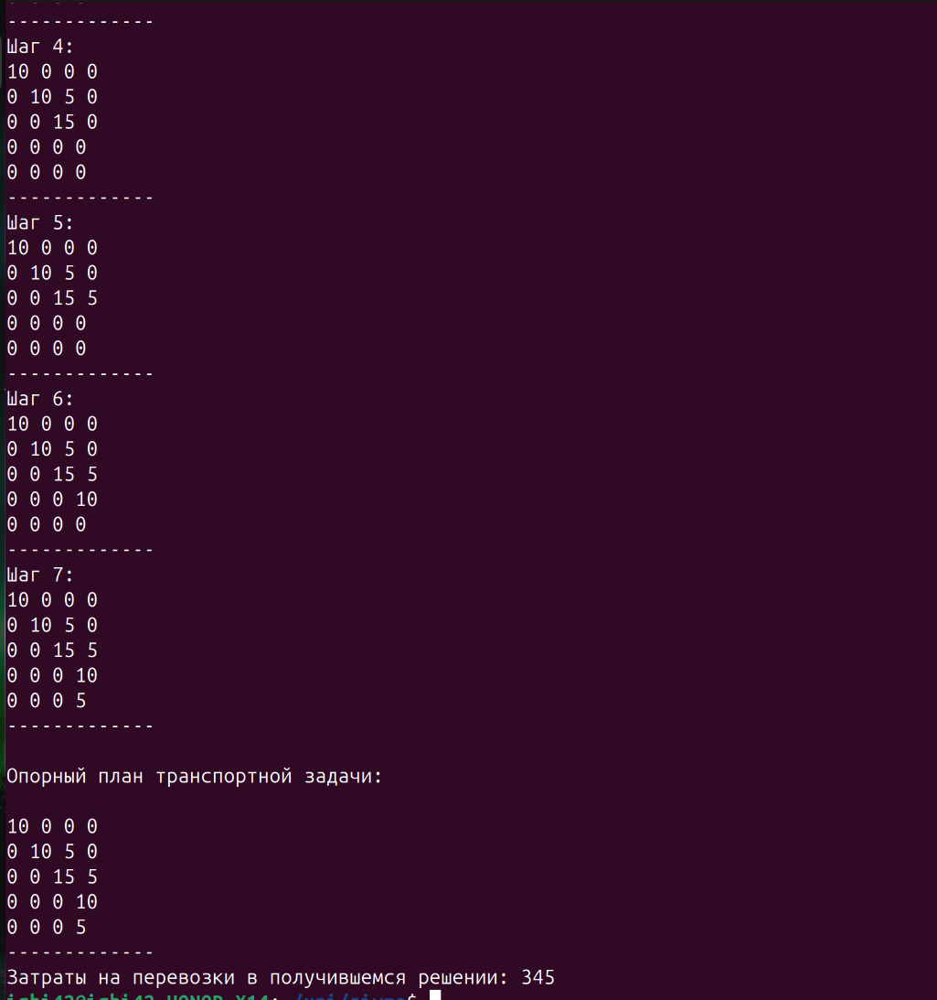 -------------
Шаг 4:
10 0 0 0
0 10 5 0
0 0 15 0
0 0 0 0
0 0 0 0
-------------
Шаг 5:
10 0 0 0
0 10 5 0
0 0 15 5
0 0 0 0
0 0 0 0
-------------
Шаг 6:
10 0 0 0
0 10 5 0
0 0 15 5
0 0 0 10
0 0 0 0
-------------
Шаг 7:
10 0 0 0
0 10 5 0
0 0 15 5
0 0 0 10
0 0 0 5
-------------
Опорный план транспортной задачи:
10 0 0 0
0 10 5 0
0 0 15 5
0 0 0 10
0 0 0 5
-------------
Затраты на перевозки в получившемся решении: 345